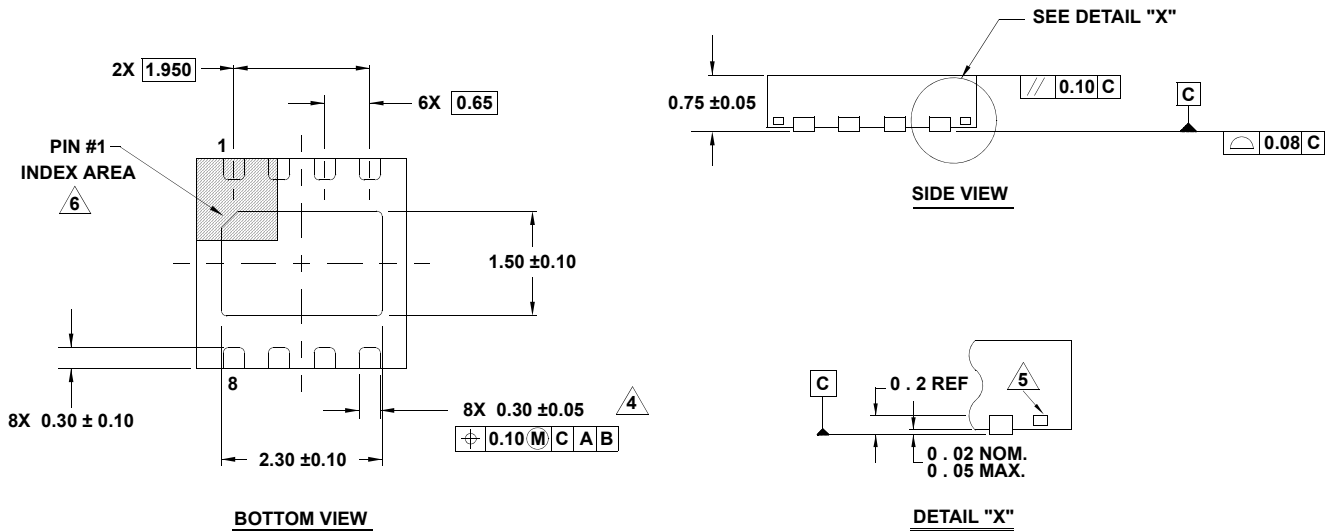 SEE DETAIL "X"
2X 1.950
6X 0.65
0.75 ±0.05
// 0.10 C
C
⌓ 0.08 C
PIN #1
INDEX AREA
6
1
SIDE VIEW
1.50 ±0.10
8
8X 0.30 ± 0.10
8X 0.30 ±0.05
4
⌖ 0.10 Ⓜ C A B
2.30 ±0.10
BOTTOM VIEW
C
0 . 2 REF
5
0 . 02 NOM.
0 . 05 MAX.
DETAIL "X"